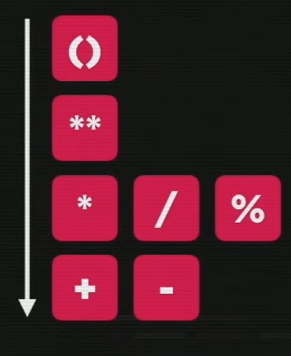 ()
**
* / %
+ -